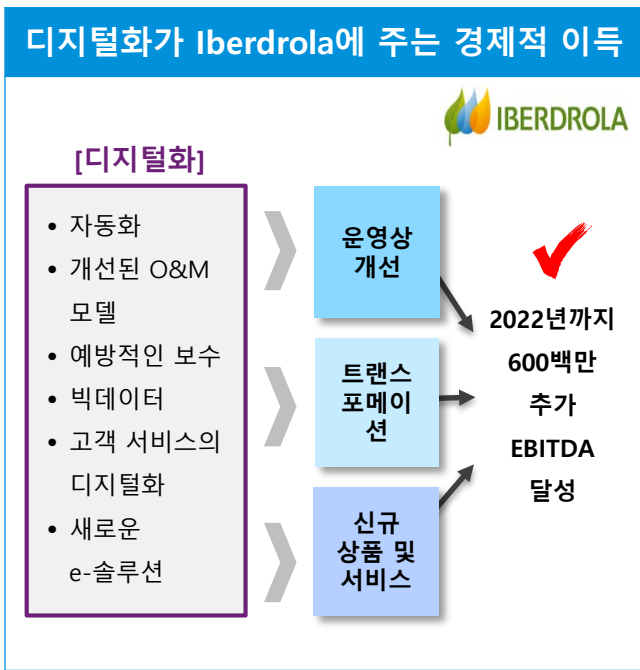 디지털화가 Iberdrola에 주는 경제적 이득
IBERDROLA
[디지털화]
• 자동화
• 개선된 O&M
모델
• 예방적인 보수
• 빅데이터
• 고객 서비스의
디지털화
• 새로운
e-솔루션
운영상
개선
트랜스
포메이
션
신규
상품 및
서비스
2022년까지
600백만
추가
EBITDA
달성